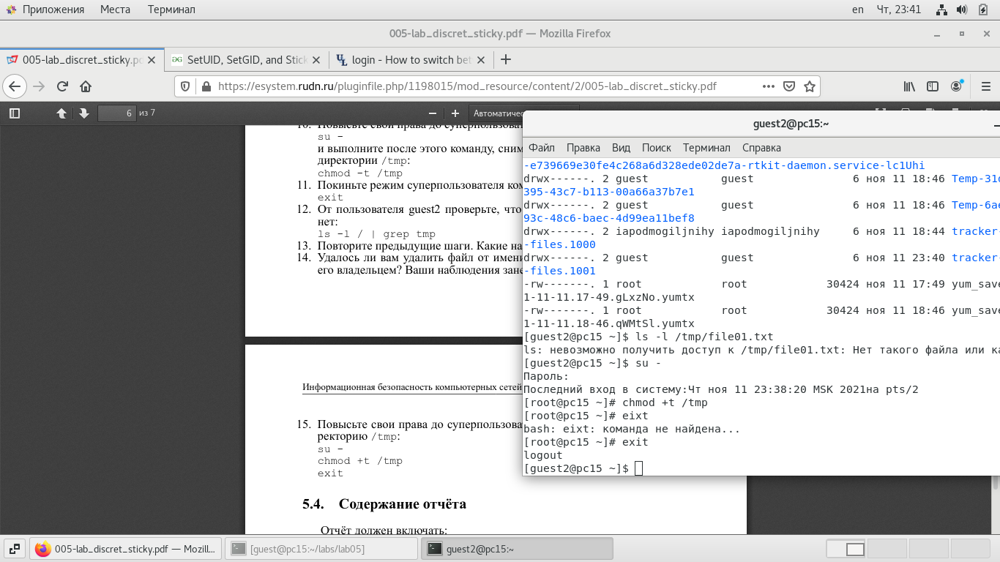 Приложения Места Терминал en Чт, 23:41
005-lab_discret_sticky.pdf — Mozilla Firefox
005-lab_discret_sticky.pd SetUID, SetGID, and Stick login - How to switch bet
https://esystem.rudn.ru/pluginfile.php/1198015/mod_resource/content/2/005-lab_discret_sticky.pdf
6 из 7 Автоматичес
10. Повысьте свои права до суперпользоват
su -
и выполните после этого команду, сним
директории /tmp:
chmod -t /tmp
11. Покиньте режим суперпользователя ком
exit
12. От пользователя guest2 проверьте, что
нет:
ls -l / | grep tmp
13. Повторите предыдущие шаги. Какие на
14. Удалось ли вам удалить файл от имени
его владельцем? Ваши наблюдения зане
Информационная безопасность компьютерных сетей
15. Повысьте свои права до суперпользова
ректорию /tmp:
su -
chmod +t /tmp
exit
5.4. Содержание отчёта
Отчёт должен включать:
guest2@pc15:~
Файл Правка Вид Поиск Терминал Справка
-e739669e30fe4c268a6d328ede02de7a-rtkit-daemon.service-lc1Uhi
drwx------. 2 guest guest 6 ноя 11 18:46 Temp-31c
395-43c7-b113-00a66a37b7e1
drwx------. 2 guest guest 6 ноя 11 18:46 Temp-6ae
93c-48c6-baec-4d99ea11bef8
drwx------. 2 iapodmogiljnihy iapodmogiljnihy 6 ноя 11 18:44 tracker-
-files.1000
drwx------. 2 guest guest 6 ноя 11 23:40 tracker-
-files.1001
-rw-------. 1 root root 30424 ноя 11 17:49 yum_save
1-11-11.17-49.gLxzNo.yumtx
-rw-------. 1 root root 30424 ноя 11 18:46 yum_save
1-11-11.18-46.qWMtSl.yumtx
[guest2@pc15 ~]$ ls -l /tmp/file01.txt
ls: невозможно получить доступ к /tmp/file01.txt: Нет такого файла или ка
[guest2@pc15 ~]$ su -
Пароль:
Последний вход в систему:Чт ноя 11 23:38:20 MSK 2021на pts/2
[root@pc15 ~]# chmod +t /tmp
[root@pc15 ~]# eixt
bash: eixt: команда не найдена...
[root@pc15 ~]# exit
logout
[guest2@pc15 ~]$
005-lab_discret_sticky.pdf — Mozill... [guest@pc15:~/labs/lab05] guest2@pc15:~